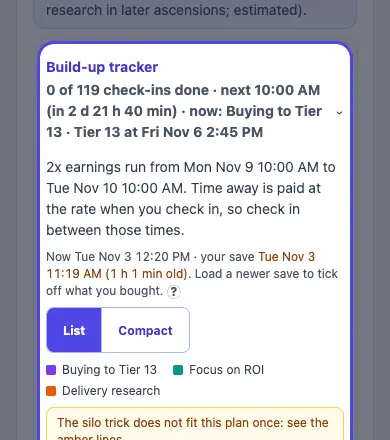 research in later ascensions; estimated).
Build-up tracker
0 of 119 check-ins done · next 10:00 AM
(in 2 d 21 h 40 min) · now: Buying to Tier
13 · Tier 13 at Fri Nov 6 2:45 PM
2x earnings run from Mon Nov 9 10:00 AM to
Tue Nov 10 10:00 AM. Time away is paid at
the rate when you check in, so check in
between those times.
Now Tue Nov 3 12:20 PM · your save Tue Nov 3
11:19 AM (1 h 1 min old). Load a newer save to tick
off what you bought. ?
List Compact
Buying to Tier 13 Focus on ROI
Delivery research
The silo trick does not fit this plan once: see the
amber lines